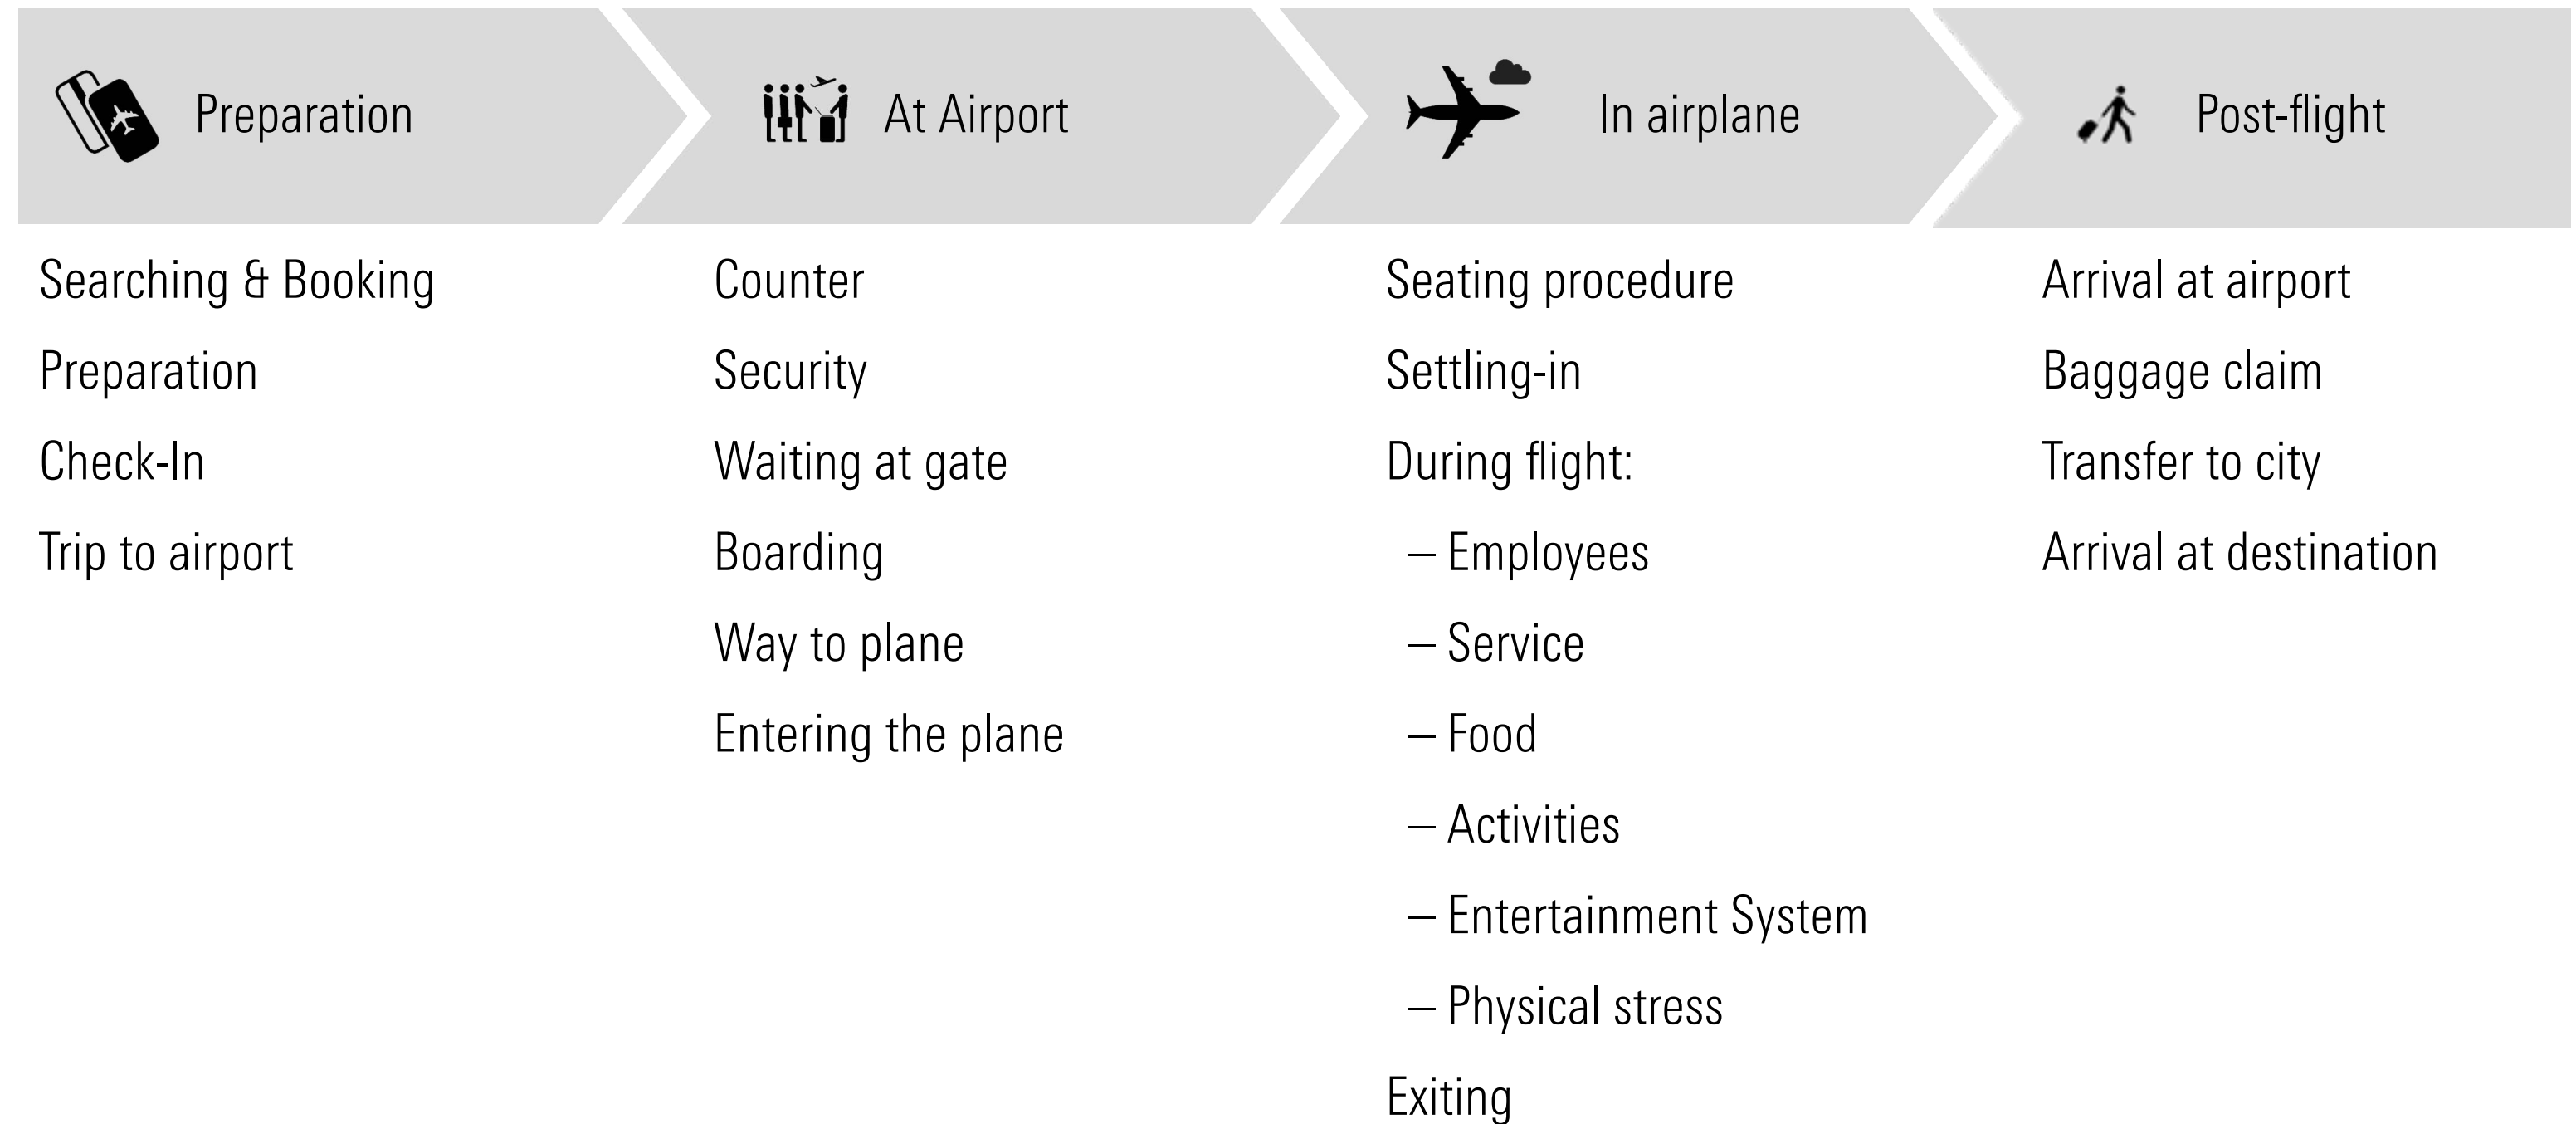 Preparation
At Airport
In airplane
Post-flight
Searching & Booking
Preparation
Check-In
Trip to airport
Counter
Security
Waiting at gate
Boarding
Way to plane
Entering the plane
Seating procedure
Settling-in
During flight:
– Employees
– Service
– Food
– Activities
– Entertainment System
– Physical stress
Exiting
Arrival at airport
Baggage claim
Transfer to city
Arrival at destination